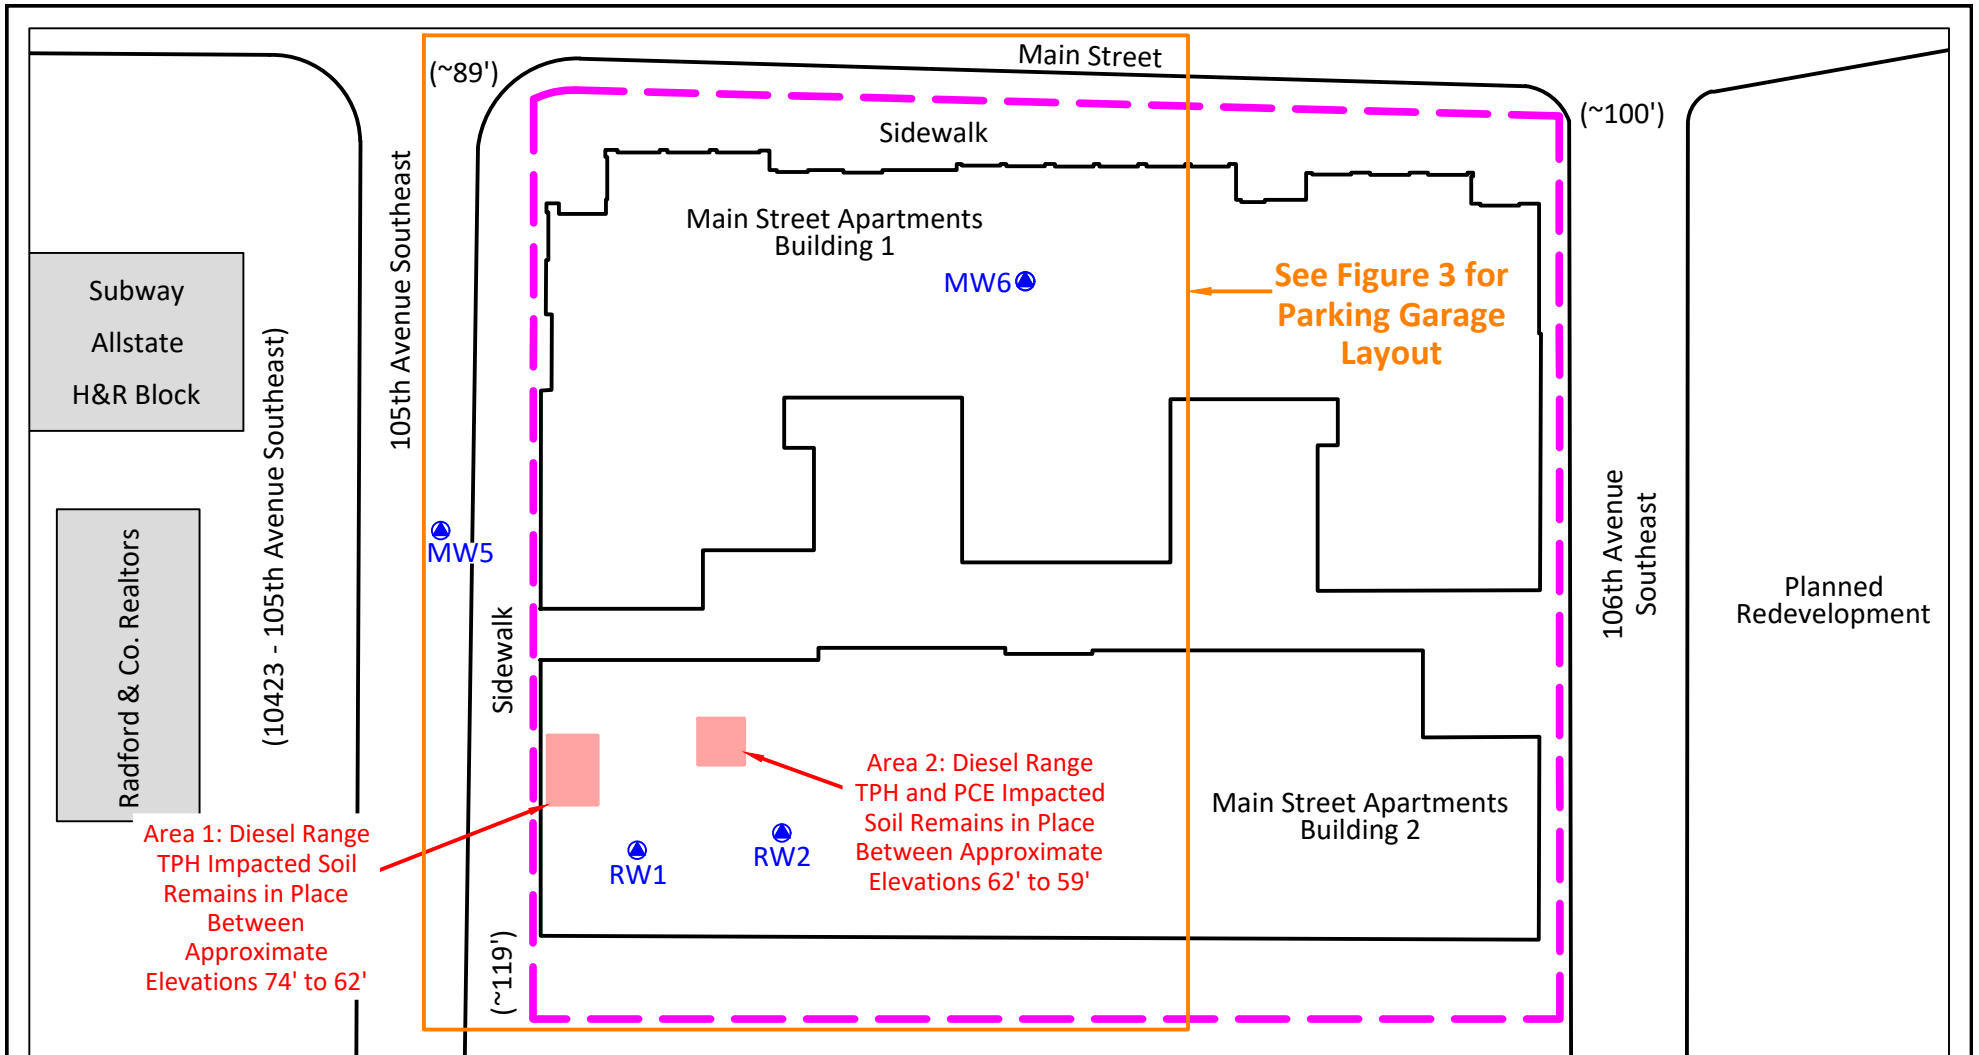 Main Street
(~89')
(~100')
Sidewalk
105th Avenue Southeast
Main Street Apartments
Building 1
MW6
See Figure 3 for
Parking Garage
Layout
Subway
Allstate
H&R Block
(10423 - 105th Avenue Southeast)
MW5
106th Avenue
Southeast
Planned
Redevelopment
Radford & Co. Realtors
Sidewalk
Area 2: Diesel Range
TPH and PCE Impacted
Soil Remains in Place
Between Approximate
Elevations 62' to 59'
Main Street Apartments
Building 2
Area 1: Diesel Range
TPH Impacted Soil
Remains in Place
Between
Approximate
Elevations 74' to 62'
RW1
RW2
(~119')